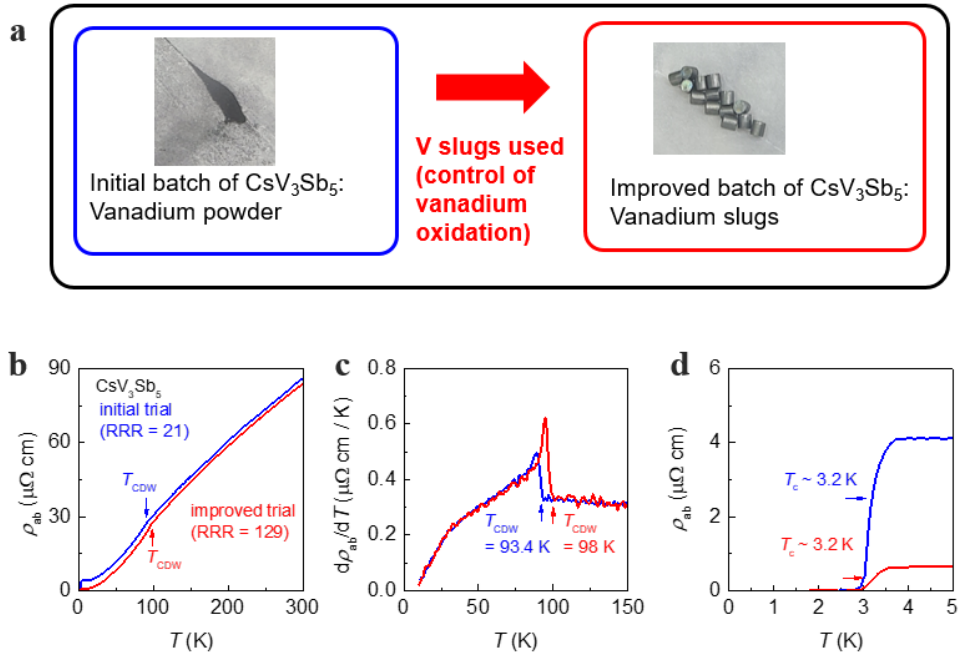 a
Initial batch of CsV₃Sb₅:
Vanadium powder
V slugs used
(control of
vanadium
oxidation)
Improved batch of CsV₃Sb₅:
Vanadium slugs
b
90
60
30
0
0 100 200 300
ρab (μΩ cm)
T (K)
CsV₃Sb₅
initial trial
(RRR = 21)
TCDW
improved trial
(RRR = 129)
TCDW
c
0.8
0.6
0.4
0.2
0.0
0 50 100 150
dρab/dT (μΩ cm / K)
T (K)
TCDW
= 93.4 K
TCDW
= 98 K
d
6
4
2
0
0 1 2 3 4 5
ρab (μΩ cm)
T (K)
Tc ~ 3.2 K
Tc ~ 3.2 K